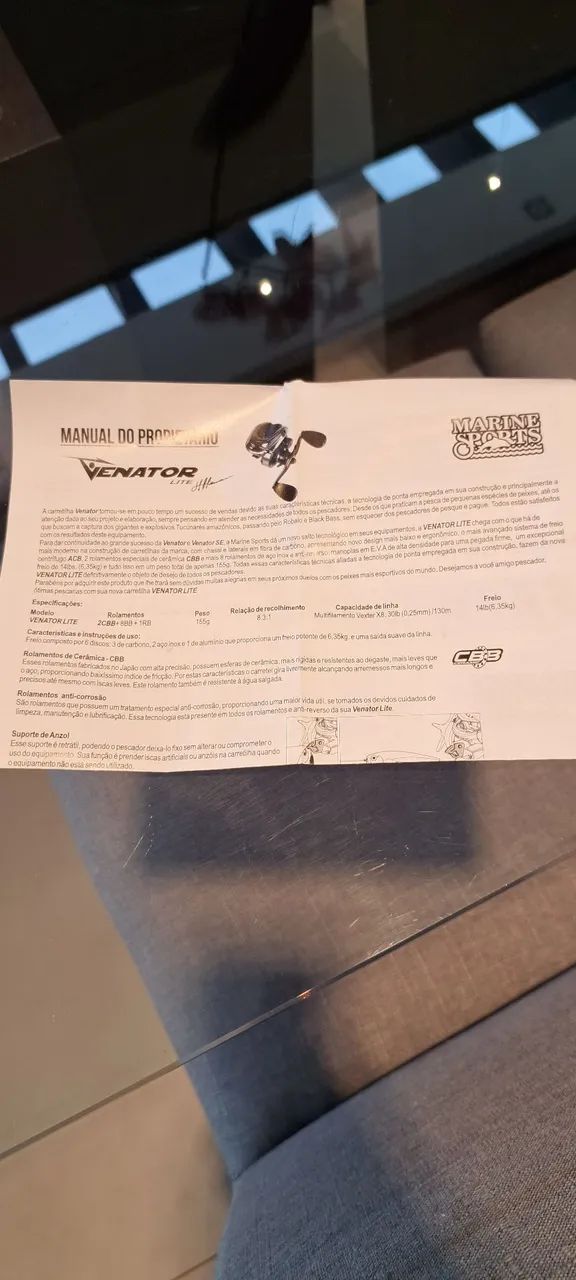 MANUAL DO PROPIETÁRIO
MARINE
SPORTS
VENATOR
LITE
A carretilha Venator tornou-se em pouco tempo um sucesso de vendas devido as suas características técnicas, a tecnologia de ponta empregada em sua construção e principalmente a
atenção dada ao seu projeto e elaboração, sempre pensando em atender as necessidades de todos os pescadores. Desde os que praticam a pesca de pequenas espécies de peixes, até os
que buscam a captura dos gigantes e explosivos Tucunarés amazônicos, passando pelo Robalo e Black Bass, sem esquecer dos pescadores de pesque e pague. Todos estão satisfeitos
com os resultados deste equipamento.
Para dar continuidade ao grande sucesso da Venator e Venator SE, a Marine Sports dá um novo salto tecnológico em seus equipamentos, a VENATOR LITE chega com o que há de
mais moderno na construção de carretilhas da marca, com chassi e laterais em fibra de carbono, apresentando novo design mais baixo e ergonômico, o mais avançado sistema de freio
centrífugo ACB, 2 rolamentos especiais de cerâmica CBB e mais 8 rolamentos de aço inox e manoplas em E.V.A de alta densidade para uma pegada firme, um excepcional
freio de 14lbs, (6,35kg) e tudo isso em um peso total de apenas 155g. Todas essas características técnicas aliadas a tecnologia de ponta empregada em sua construção, fazem da nova
VENATOR LITE definitivamente o objeto de desejo de todos os pescadores.
Parabéns por adquirir este produto que lhe trará sem dúvidas muitas alegrias em seus próximos duelos com os peixes mais esportivos do mundo. Desejamos a você amigo pescador,
ótimas pescarias com sua nova carretilha VENATOR LITE
Especificações:
Modelo Rolamentos Peso Relação de recolhimento Capacidade de linha Freio
VENATOR LITE 2CBB+ 8BB + 1RB 155g 8.3:1 Multifilamento Vexter X8, 30lb (0,25mm) /130m 14lb(6,35kg)
Características e instruções de uso:
Freio composto por 6 discos: 3 de carbono, 2 aço inox e 1 de alumínio que proporciona um freio potente de 6,35kg. e uma saída suave da linha.
Rolamentos de Cerâmica - CBB
CBB
Esses rolamentos fabricados no Japão com alta precisão, possuem esferas de cerâmica, mais rígidas e resistentes ao degaste, mais leves que
o aço, proporcionando baixíssimo índice de fricção. Por estas características o carretel gira livremente alcançando arremessos mais longos e
precisos até mesmo com iscas leves. Este rolamento também é resistente à água salgada.
Rolamentos anti-corrosão
São rolamentos que possuem um tratamento especial anti-corrosão, proporcionando uma maior vida útil, se tomados os devidos cuidados de
limpeza, manutenção e lubrificação. Essa tecnologia está presente em todos os rolamentos e anti-reverso da sua Venator Lite.
Suporte de Anzol
Esse suporte é retrátil, podendo o pescador deixa-lo fixo sem alterar ou comprometer o
uso do equipamento. Sua função é prender iscas artificiais ou anzóis na carretilha quando
o equipamento não está sendo utilizado.